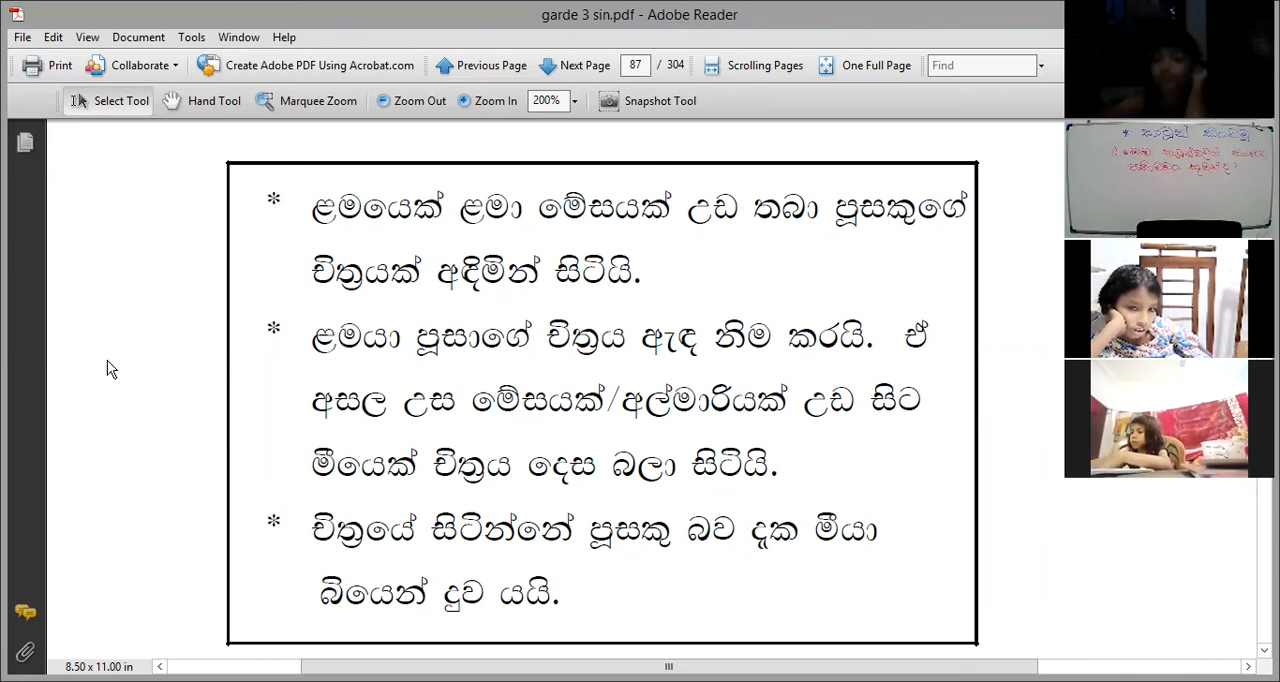 garde 3 sin.pdf - Adobe Reader
File Edit View Document Tools Window Help
Print Collaborate Create Adobe PDF Using Acrobat.com Previous Page Next Page 87 / 304 Scrolling Pages One Full Page Find
Select Tool Hand Tool Marquee Zoom Zoom Out Zoom In 200% Snapshot Tool
* ළමයෙක් ළමා මේසයක් උඩ තබා පූසකුගේ
චිත්‍රයක් අඳිමින් සිටියි.
* ළමයා පූසාගේ චිත්‍රය ඇඳ නිම කරයි. ඒ
අසල උස මේසයක්/අල්මාරියක් උඩ සිට
මීයෙක් චිත්‍රය දෙස බලා සිටියි.
* චිත්‍රයේ සිටින්නේ පූසකු බව දැක මීයා
බියෙන් දුව යයි.
8.50 x 11.00 in